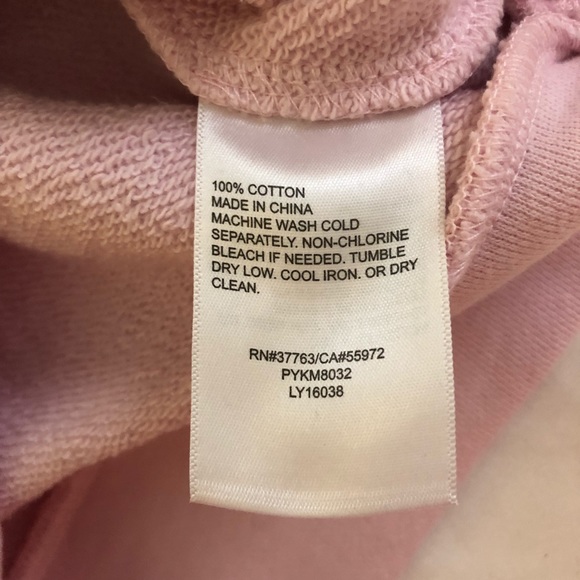 100% COTTON
MADE IN CHINA
MACHINE WASH COLD
SEPARATELY. NON-CHLORINE
BLEACH IF NEEDED. TUMBLE
DRY LOW. COOL IRON. OR DRY
CLEAN.
RN#37763/CA#55972
PYKM8032
LY16038